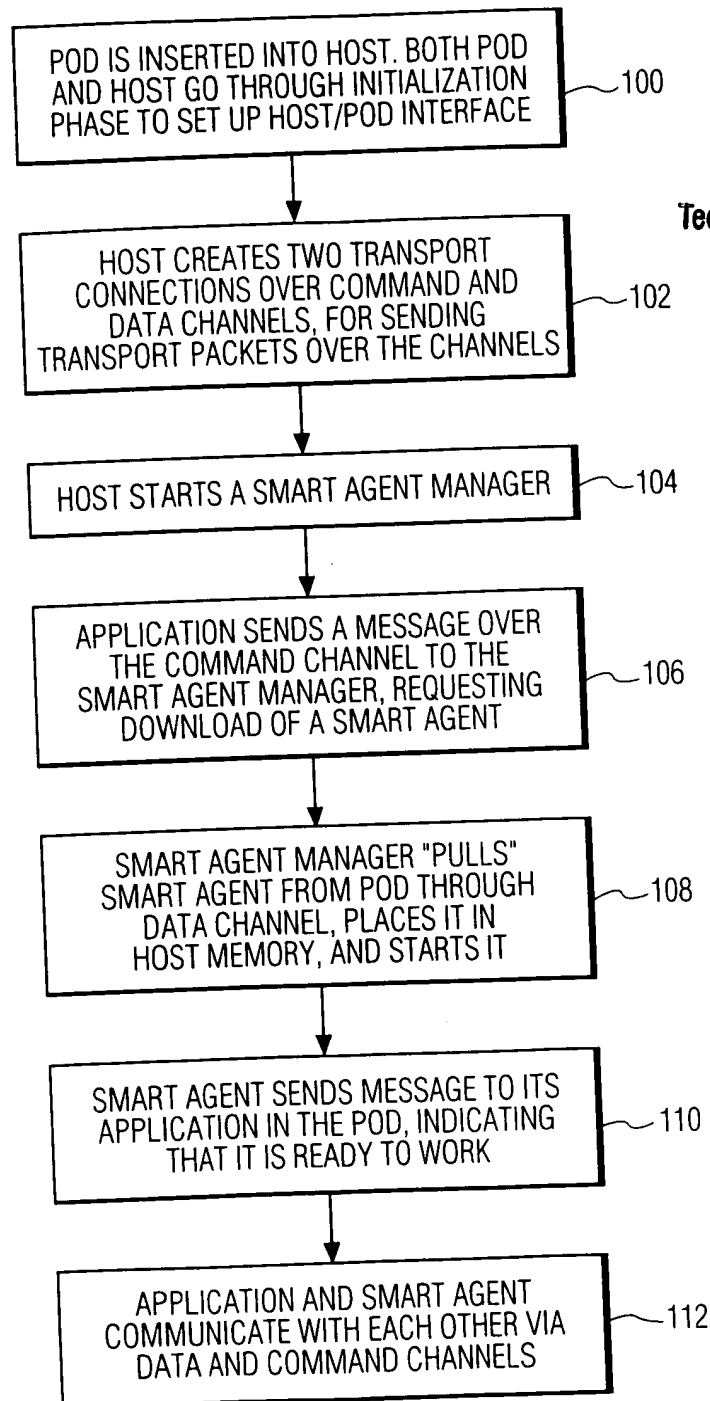 POD IS INSERTED INTO HOST. BOTH POD
AND HOST GO THROUGH INITIALIZATION
PHASE TO SET UP HOST/POD INTERFACE
100
HOST CREATES TWO TRANSPORT
CONNECTIONS OVER COMMAND AND
DATA CHANNELS, FOR SENDING
TRANSPORT PACKETS OVER THE CHANNELS
102
HOST STARTS A SMART AGENT MANAGER
104
APPLICATION SENDS A MESSAGE OVER
THE COMMAND CHANNEL TO THE
SMART AGENT MANAGER, REQUESTING
DOWNLOAD OF A SMART AGENT
106
SMART AGENT MANAGER "PULLS"
SMART AGENT FROM POD THROUGH
DATA CHANNEL, PLACES IT IN
HOST MEMORY, AND STARTS IT
108
SMART AGENT SENDS MESSAGE TO ITS
APPLICATION IN THE POD, INDICATING
THAT IT IS READY TO WORK
110
APPLICATION AND SMART AGENT
COMMUNICATE WITH EACH OTHER VIA
DATA AND COMMAND CHANNELS
112